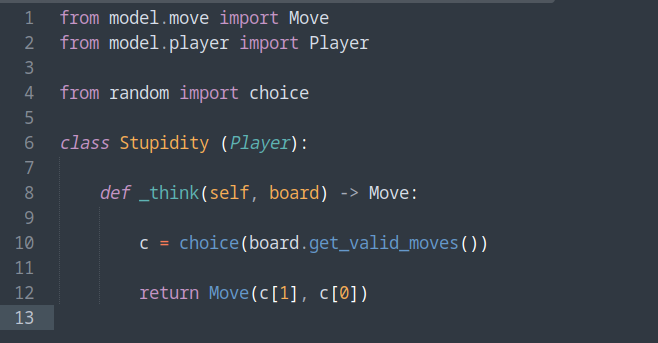 1 from model.move import Move
2 from model.player import Player
3
4 from random import choice
5
6 class Stupidity (Player):
7
8     def _think(self, board) -> Move:
9
10         c = choice(board.get_valid_moves())
11
12         return Move(c[1], c[0])
13